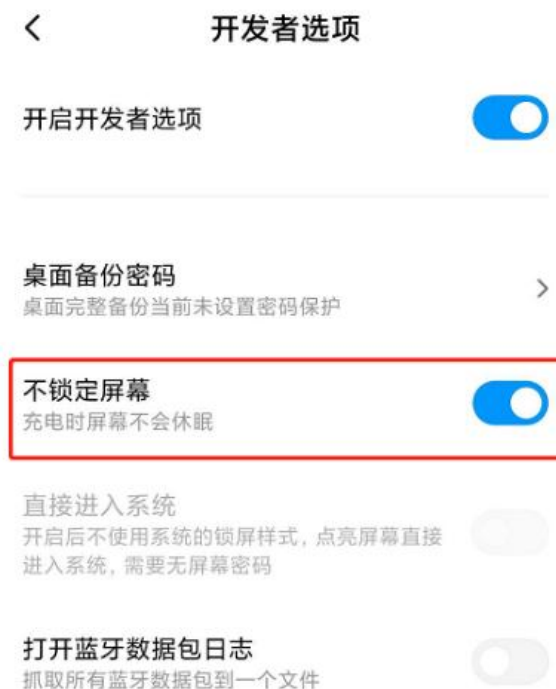 开发者选项
开启开发者选项
桌面备份密码
桌面完整备份当前未设置密码保护
不锁定屏幕
充电时屏幕不会休眠
直接进入系统
开启后不使用系统的锁屏样式，点亮屏幕直接
进入系统，需要无屏幕密码
打开蓝牙数据包日志
抓取所有蓝牙数据包到一个文件